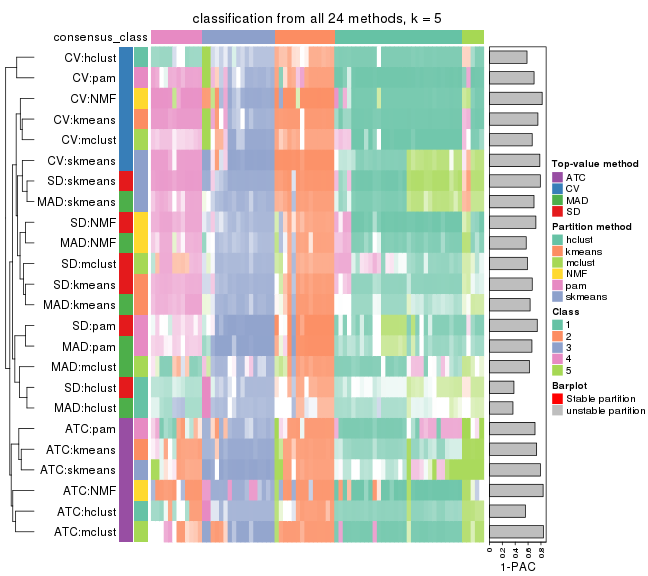 classification from all 24 methods, k = 5
consensus_class
CV:hclust
CV:pam
CV:NMF
CV:kmeans
CV:mclust
CV:skmeans
SD:skmeans
MAD:skmeans
SD:NMF
MAD:NMF
SD:mclust
SD:kmeans
MAD:kmeans
SD:pam
MAD:pam
MAD:mclust
SD:hclust
MAD:hclust
ATC:pam
ATC:kmeans
ATC:skmeans
ATC:NMF
ATC:hclust
ATC:mclust
0 0.2 0.4 0.6 0.8
1-PAC
Top-value method
ATC
CV
MAD
SD
Partition method
hclust
kmeans
mclust
NMF
pam
skmeans
Class
1
2
3
4
5
Barplot
Stable partition
unstable partition